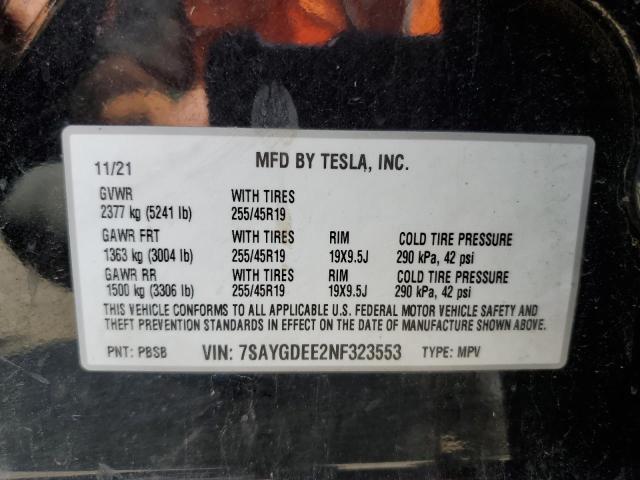 11/21 MFD BY TESLA, INC.
GVWR WITH TIRES
2377 kg (5241 lb) 255/45R19
GAWR FRT WITH TIRES RIM COLD TIRE PRESSURE
1363 kg (3004 lb) 255/45R19 19X9.5J 290 kPa, 42 psi
GAWR RR WITH TIRES RIM COLD TIRE PRESSURE
1500 kg (3306 lb) 255/45R19 19X9.5J 290 kPa, 42 psi
THIS VEHICLE CONFORMS TO ALL APPLICABLE U.S. FEDERAL MOTOR VEHICLE SAFETY AND
THEFT PREVENTION STANDARDS IN EFFECT ON THE DATE OF MANUFACTURE SHOWN ABOVE.
PNT: PBSB VIN: 7SAYGDEE2NF323553 TYPE: MPV